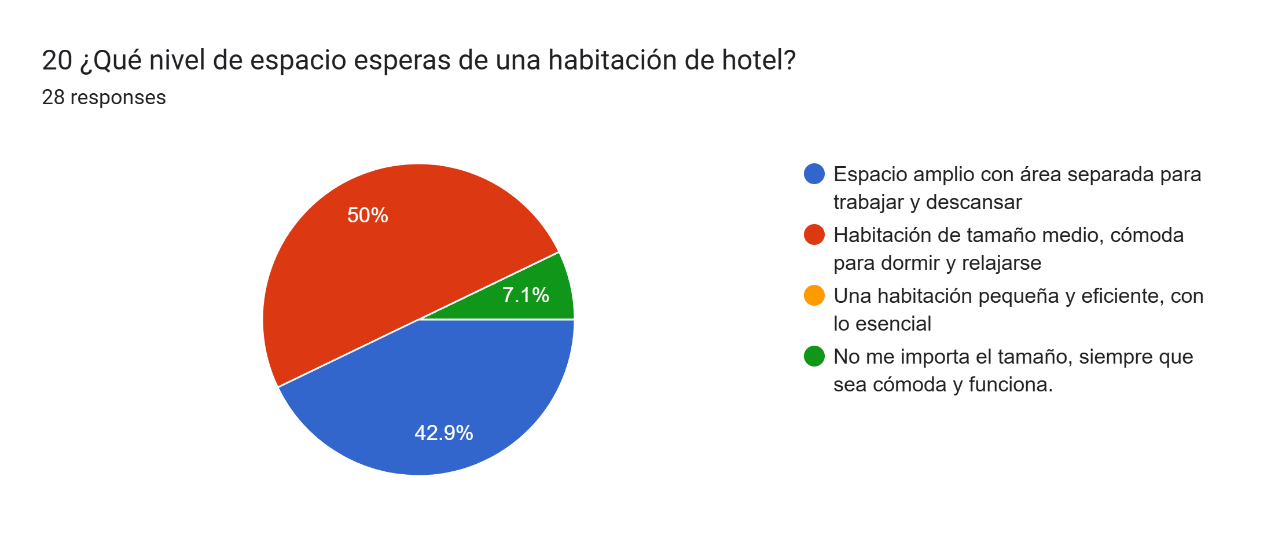 20 ¿Qué nivel de espacio esperas de una habitación de hotel?
28 responses
50%
7.1%
42.9%
Espacio amplio con área separada para
trabajar y descansar
Habitación de tamaño medio, cómoda
para dormir y relajarse
Una habitación pequeña y eficiente, con
lo esencial
No me importa el tamaño, siempre que
sea cómoda y funciona.